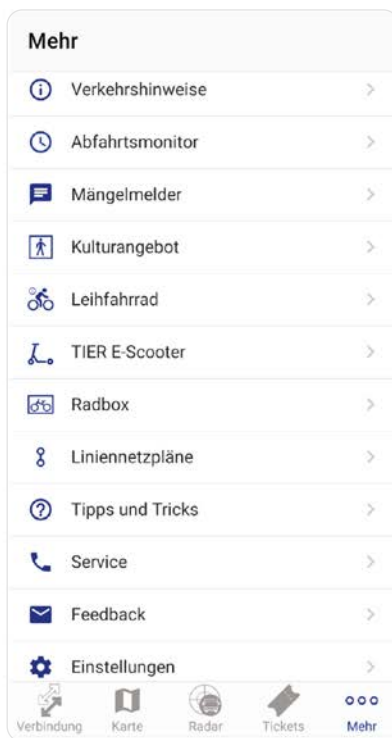 Mehr
Verkehrshinweise
Abfahrtsmonitor
Mängelmelder
Kulturangebot
Leihfahrrad
TIER E-Scooter
Radbox
Liniennetzpläne
Tipps und Tricks
Service
Feedback
Einstellungen
Verbindung Karte Radar Tickets Mehr